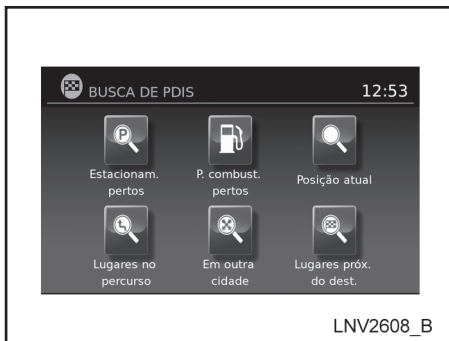 BUSCA DE PDIS
12:53
Estacionam.
pertos
P. combust.
pertos
Posição atual
Lugares no
percurso
Em outra
cidade
Lugares próx.
do dest.
LNV2608_B